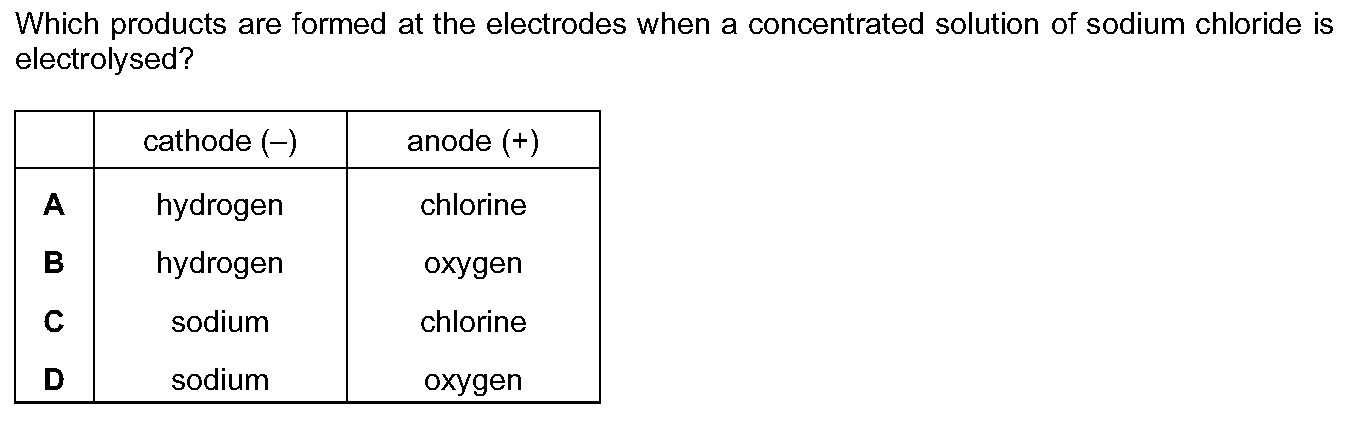 Which products are formed at the electrodes when a concentrated solution of sodium chloride is
electrolysed?
cathode (–) anode (+)
A hydrogen chlorine
B hydrogen oxygen
C sodium chlorine
D sodium oxygen